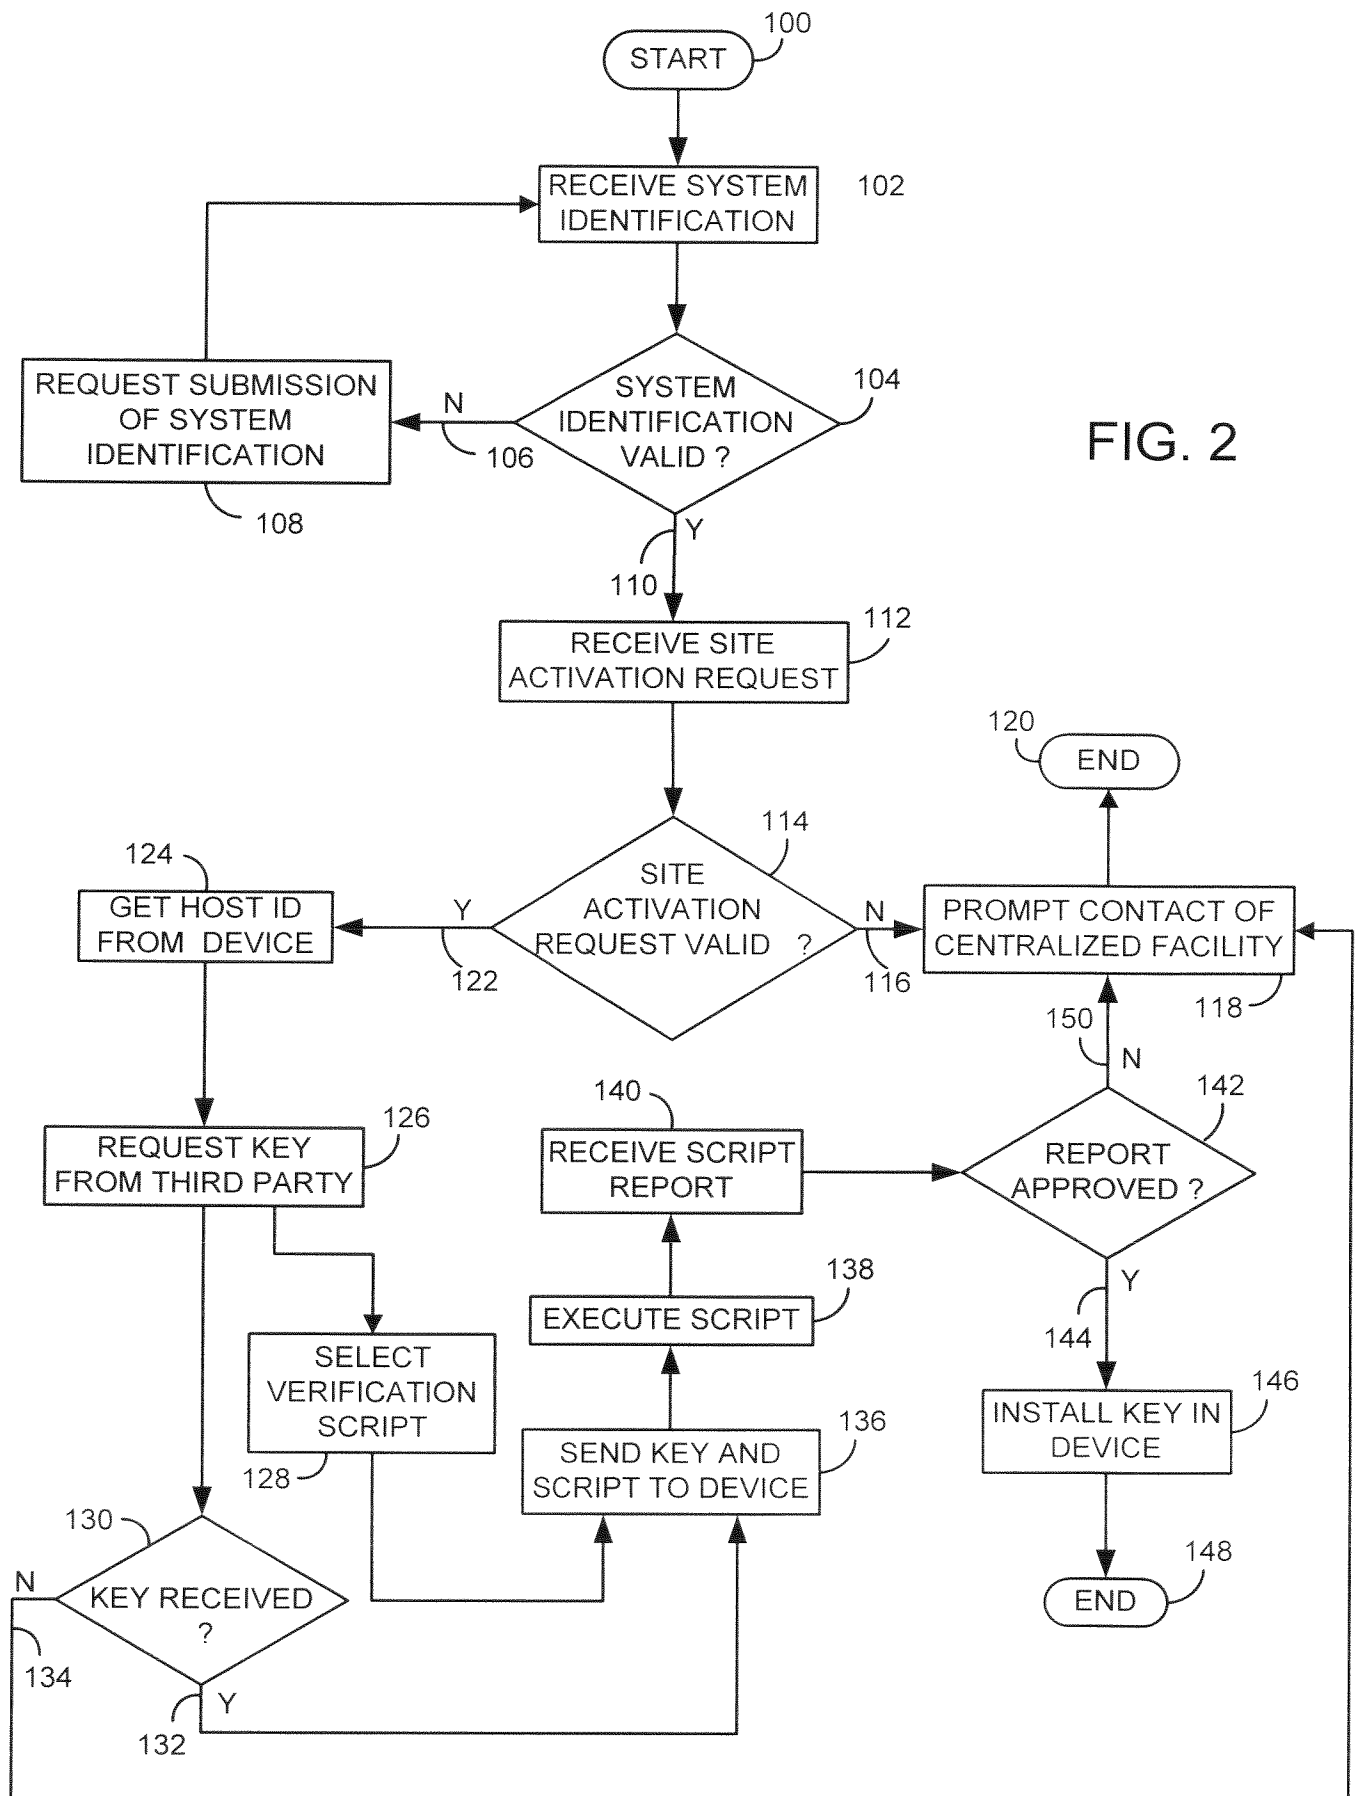 100
START
RECEIVE SYSTEM
IDENTIFICATION
102
SYSTEM
IDENTIFICATION
VALID ?
104
N
106
REQUEST SUBMISSION
OF SYSTEM
IDENTIFICATION
108
FIG. 2
Y
110
RECEIVE SITE
ACTIVATION REQUEST
112
120
END
114
SITE
ACTIVATION
REQUEST VALID ?
124
GET HOST ID
FROM DEVICE
Y
122
N
116
PROMPT CONTACT OF
CENTRALIZED FACILITY
118
150
N
REQUEST KEY
FROM THIRD PARTY
126
140
RECEIVE SCRIPT
REPORT
142
REPORT
APPROVED ?
138
EXECUTE SCRIPT
Y
144
SELECT
VERIFICATION
SCRIPT
128
136
SEND KEY AND
SCRIPT TO DEVICE
146
INSTALL KEY IN
DEVICE
130
KEY RECEIVED
?
N
134
Y
132
148
END